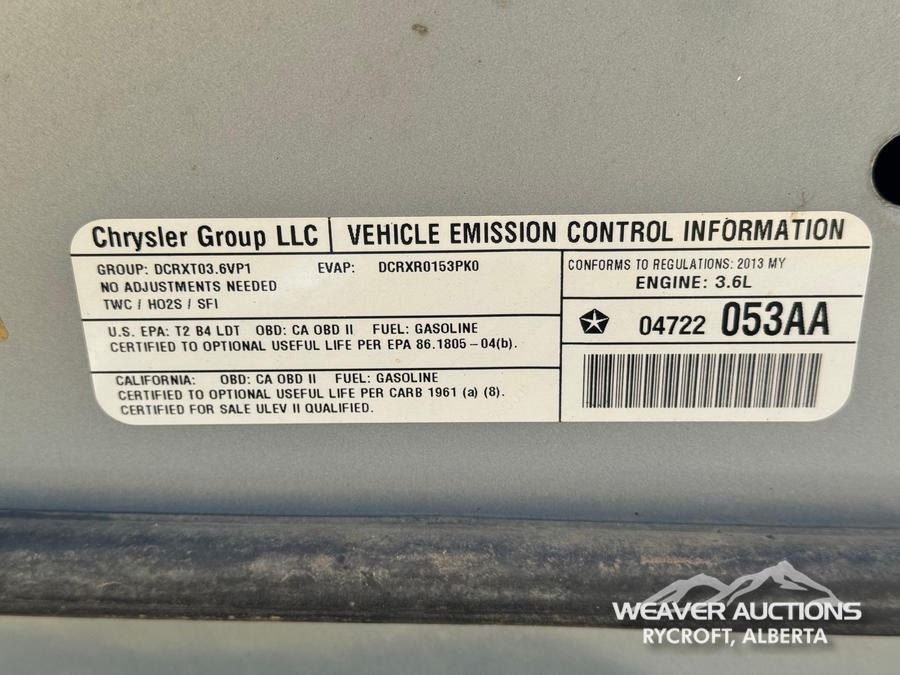 Chrysler Group LLC | VEHICLE EMISSION CONTROL INFORMATION
GROUP: DCRXT03.6VP1 EVAP: DCRXR0153PK0
NO ADJUSTMENTS NEEDED
TWC / HO2S / SFI
U.S. EPA: T2 B4 LDT OBD: CA OBD II FUEL: GASOLINE
CERTIFIED TO OPTIONAL USEFUL LIFE PER EPA 86.1805-04(b).
CALIFORNIA: OBD: CA OBD II FUEL: GASOLINE
CERTIFIED TO OPTIONAL USEFUL LIFE PER CARB 1961 (a) (8).
CERTIFIED FOR SALE ULEV II QUALIFIED.
CONFORMS TO REGULATIONS: 2013 MY
ENGINE: 3.6L
04722 053AA
WEAVER AUCTIONS
RYCROFT, ALBERTA